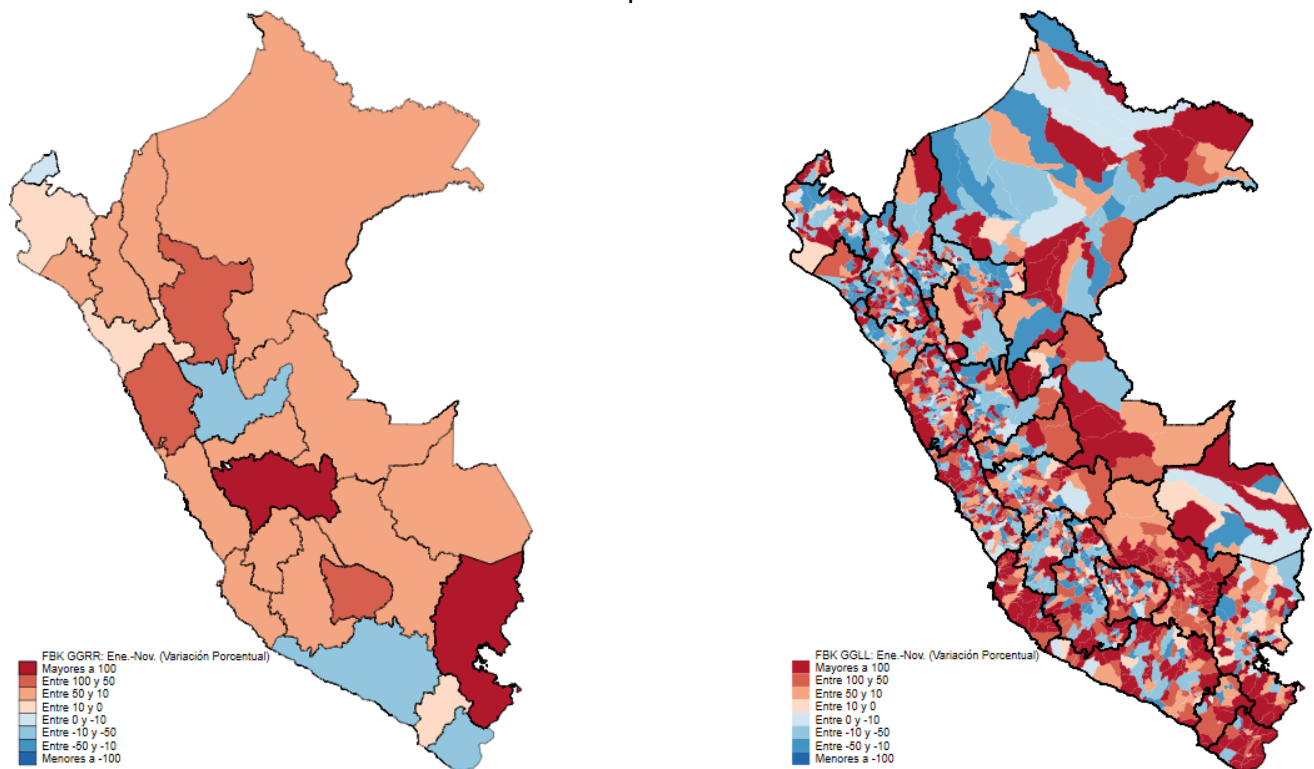 FBK GGRR: Ene.-Nov. (Variación Porcentual)
Mayores a 100
Entre 100 y 50
Entre 50 y 10
Entre 10 y 0
Entre 0 y -10
Entre -10 y -50
Entre -50 y -10
Menores a -100
FBK GGLL: Ene.-Nov. (Variación Porcentual)
Mayores a 100
Entre 100 y 50
Entre 50 y 10
Entre 10 y 0
Entre 0 y -10
Entre -10 y -50
Entre -50 y -10
Menores a -100